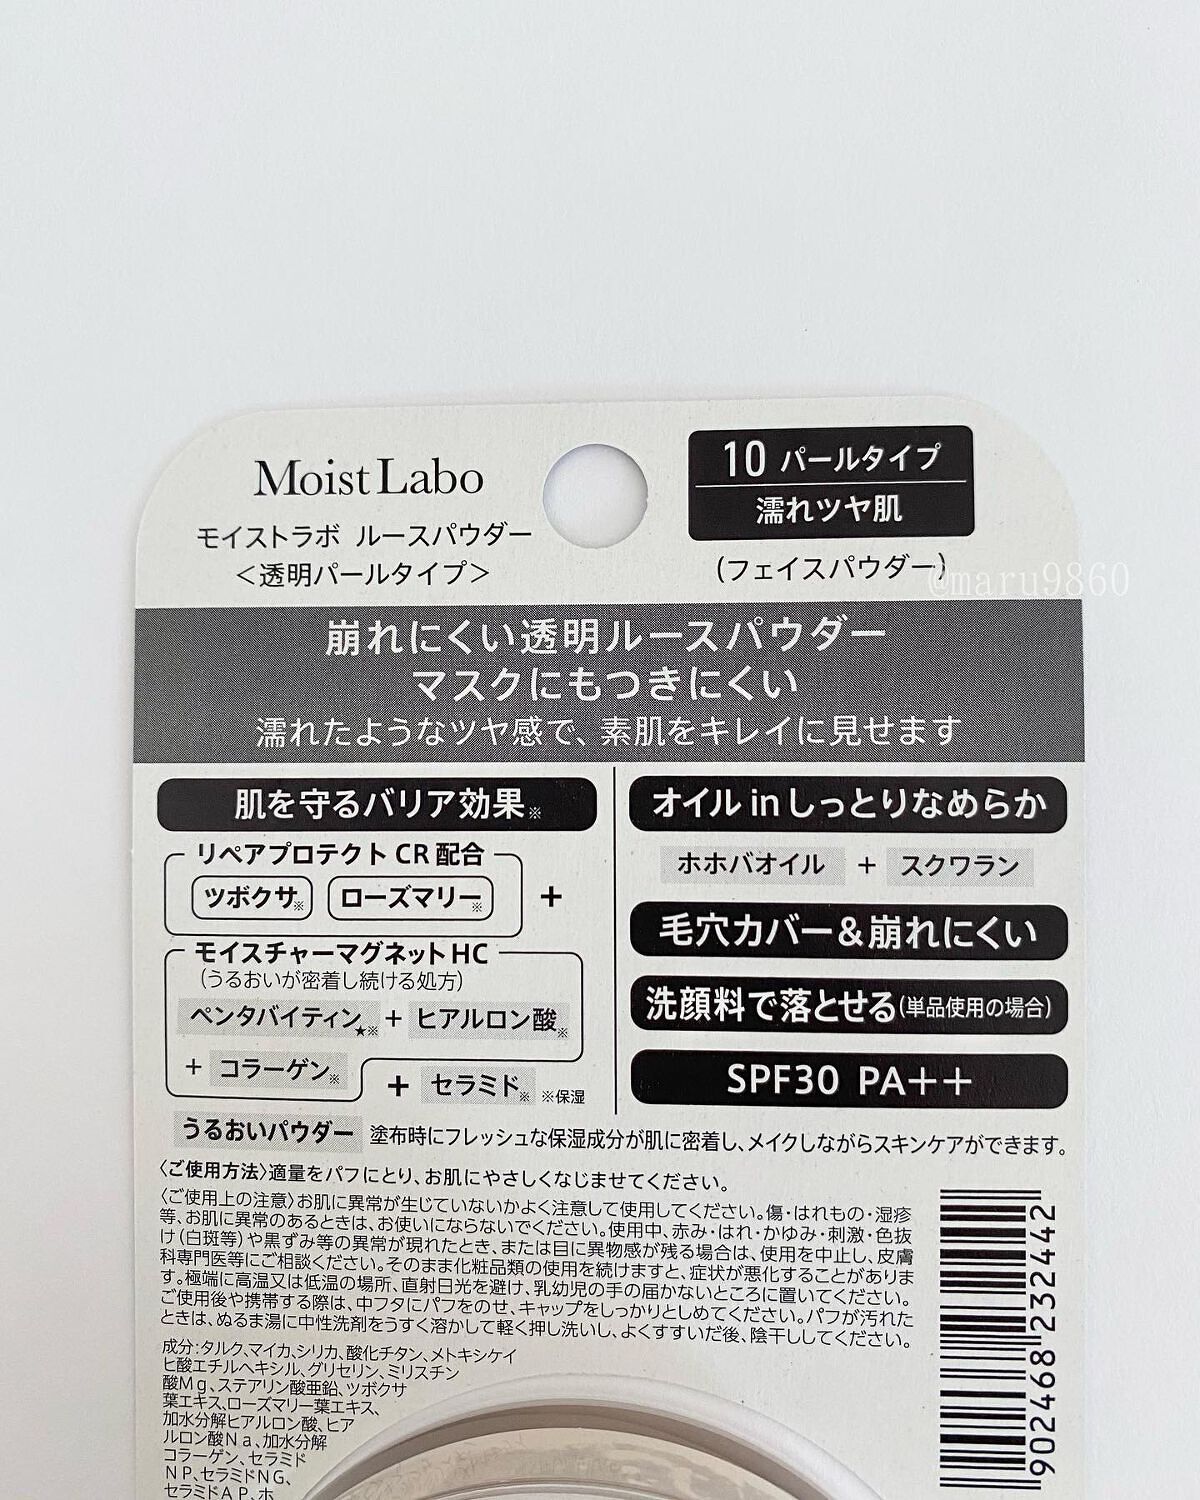 Moist Labo
モイストラボ ルースパウダー
＜透明パールタイプ＞
10 パールタイプ
濡れツヤ肌
(フェイスパウダー)
@maru9860
崩れにくい透明ルースパウダー
マスクにもつきにくい
濡れたようなツヤ感で、素肌をキレイに見せます
肌を守るバリア効果※
リペアプロテクトCR配合
ツボクサ※ ローズマリー※ +
モイスチャーマグネットHC
(うるおいが密着し続ける処方)
ペンタバイティン★※ + ヒアルロン酸※
+ コラーゲン※ + セラミド※ ※保湿
オイルinしっとりなめらか
ホホバオイル + スクワラン
毛穴カバー＆崩れにくい
洗顔料で落とせる(単品使用の場合)
SPF30 PA++
うるおいパウダー 塗布時にフレッシュな保湿成分が肌に密着し、メイクしながらスキンケアができます。
〈ご使用方法〉適量をパフにとり、お肌にやさしくなじませてください。
〈ご使用上の注意〉お肌に異常が生じていないかよく注意して使用してください。傷・はれもの・湿疹
等、お肌に異常のあるときは、お使いにならないでください。使用中、赤み・はれ・かゆみ・刺激・色抜
け(白斑等)や黒ずみ等の異常が現れたとき、または目に異物感が残る場合は、使用を中止し、皮膚
科専門医等にご相談ください。そのまま化粧品類の使用を続けますと、症状が悪化することがありま
す。極端に高温又は低温の場所、直射日光を避け、乳幼児の手の届かないところに置いてください。
ご使用後や携帯する際は、中フタにパフをのせ、キャップをしっかりとしめてください。パフが汚れた
ときは、ぬるま湯に中性洗剤をうすく溶かして軽く押し洗いし、よくすすいだ後、陰干ししてください。
成分:タルク、マイカ、シリカ、酸化チタン、メトキシケイ
ヒ酸エチルヘキシル、グリセリン、ミリスチン
酸Mg、ステアリン酸亜鉛、ツボクサ
葉エキス、ローズマリー葉エキス、
加水分解ヒアルロン酸、ヒア
ルロン酸Na、加水分解
コラーゲン、セラミド
NP、セラミドNG、
セラミドAP、ホ
902468232442